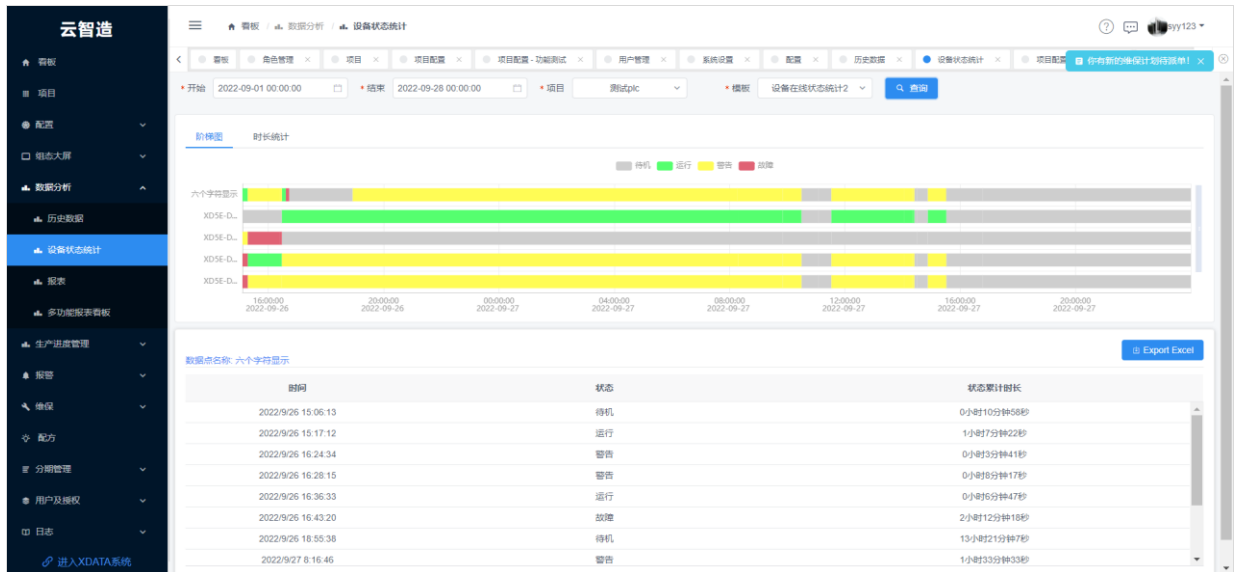 云智造
看板 / 数据分析 / 设备状态统计
syy123
看板
角色管理 ×
项目 ×
项目配置 ×
项目配置 - 功能测试 ×
用户管理 ×
系统设置 ×
配置 ×
历史数据 ×
设备状态统计 ×
项目配置
你有新的维保计划待派单! ×
看板
项目
配置
组态大屏
数据分析
历史数据
设备状态统计
报表
多功能报表看板
生产进度管理
报警
维保
配方
分期管理
用户及授权
日志
进入XDATA系统
* 开始 2022-09-01 00:00:00 * 结束 2022-09-28 00:00:00 * 项目 测试plc * 模板 设备在线状态统计2 查询
阶梯图 时长统计
待机 运行 警告 故障
六个字符显示
XD5E-D...
XD5E-D...
XD5E-D...
XD5E-D...
16:00:00 20:00:00 00:00:00 04:00:00 08:00:00 12:00:00 16:00:00 20:00:00
2022-09-26 2022-09-26 2022-09-27 2022-09-27 2022-09-27 2022-09-27 2022-09-27 2022-09-27
Export Excel
数据点名称: 六个字符显示
时间 状态 状态累计时长
2022/9/26 15:06:13 待机 0小时10分钟58秒
2022/9/26 15:17:12 运行 1小时7分钟22秒
2022/9/26 16:24:34 警告 0小时3分钟41秒
2022/9/26 16:28:15 警告 0小时8分钟17秒
2022/9/26 16:36:33 运行 0小时6分钟47秒
2022/9/26 16:43:20 故障 2小时12分钟18秒
2022/9/26 18:55:38 待机 13小时21分钟7秒
2022/9/27 8:16:46 警告 1小时33分钟33秒